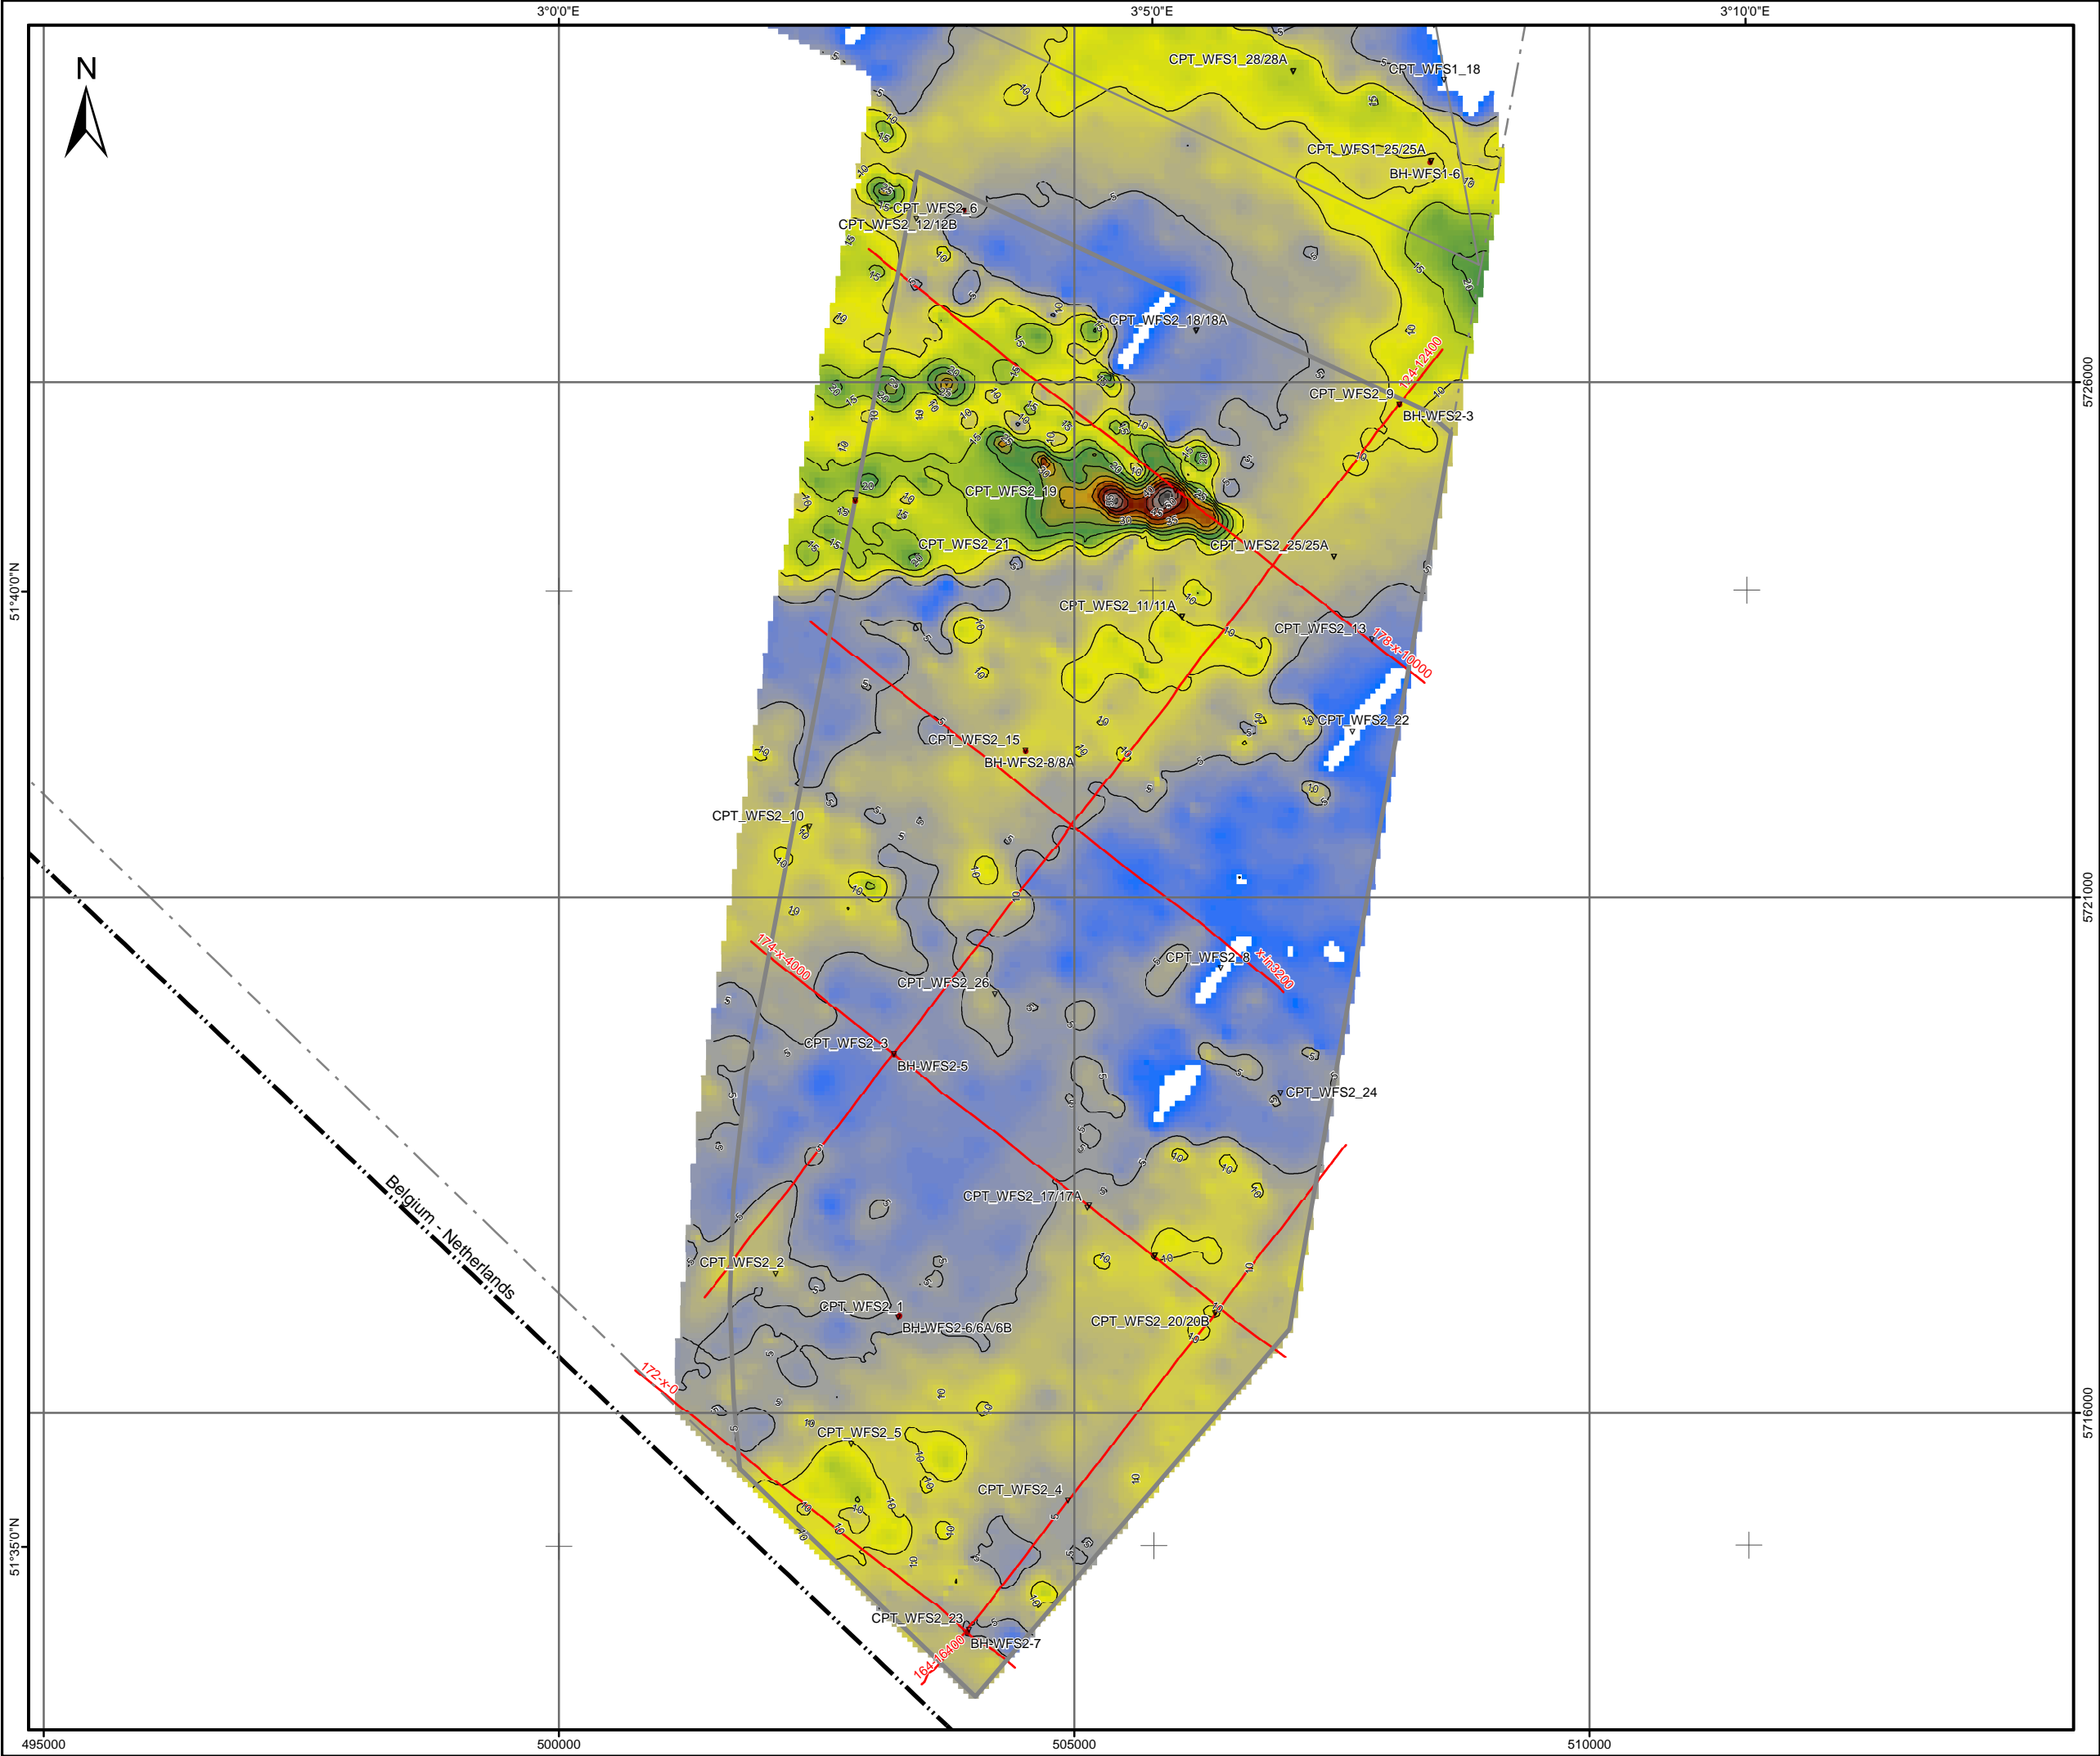 3°0'0"E
3°5'0"E
3°10'0"E
N
CPT_WFS1_28/28A
CPT_WFS1_18
CPT_WFS1_25/25A
BH-WFS1-6
CPT_WFS2_6
CPT_WFS2_12/12B
CPT_WFS2_18/18A
124-12400
CPT_WFS2_9
BH-WFS2-3
5726000
CPT_WFS2_19
CPT_WFS2_21
CPT_WFS2_25/25A
51°40'0"N
CPT_WFS2_11/11A
CPT_WFS2_13
178-x-10000
CPT_WFS2_22
CPT_WFS2_15
BH-WFS2-8/8A
CPT_WFS2_10
5721000
174-x-4000
CPT_WFS2_8
x-in3200
CPT_WFS2_26
CPT_WFS2_3
BH-WFS2-5
CPT_WFS2_24
CPT_WFS2_17/17A
Belgium - Netherlands
CPT_WFS2_2
CPT_WFS2_1
BH-WFS2-6/6A/6B
CPT_WFS2_20/20B
172-x-0
5716000
CPT_WFS2_5
CPT_WFS2_4
51°35'0"N
CPT_WFS2_23
BH-WFS2-7
164-16400
495000
500000
505000
510000